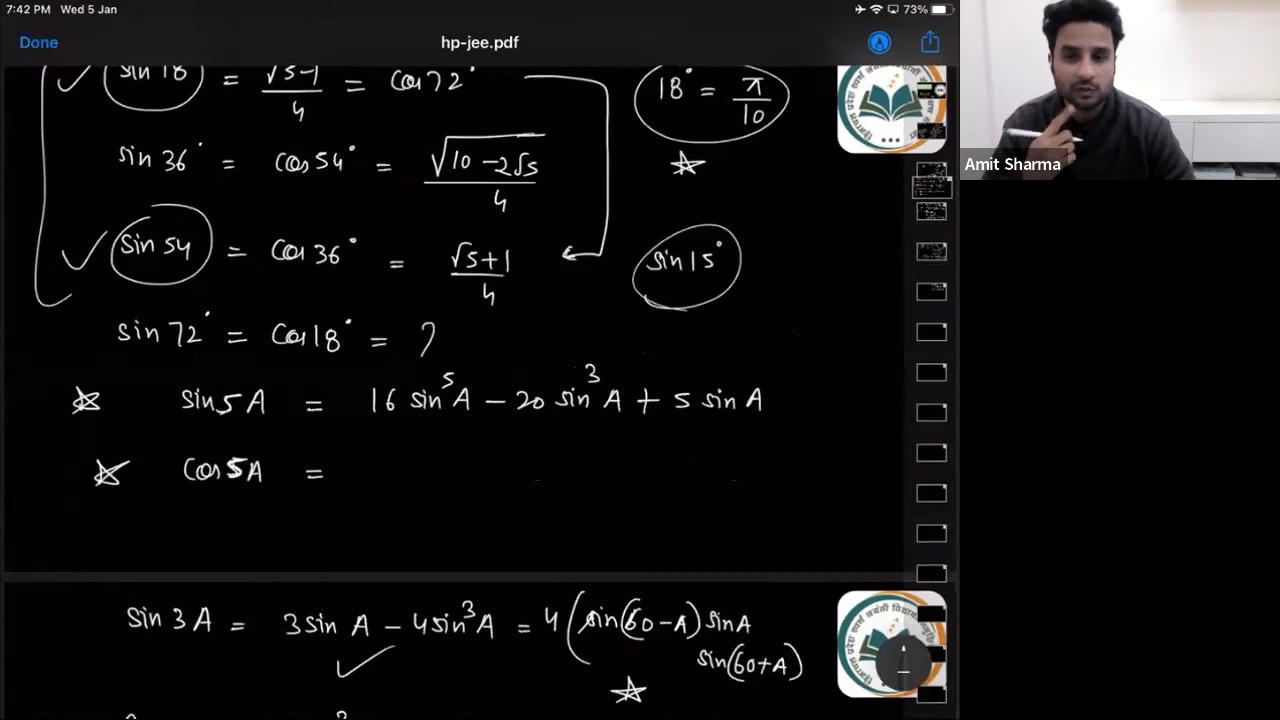 7:42 PM Wed 5 Jan
73%
Done
hp-jee.pdf
sin 18° = √5-1/4 = cos 72°
18° = π/10
sin 36° = cos 54° = √10-2√5/4
sin 54 = cos 36° = √5+1/4
sin 15°
sin 72° = cos 18° = ?
sin 5A = 16 sin⁵A - 20 sin³A + 5 sin A
cos 5A =
sin 3A = 3 sin A - 4 sin³A = 4 (sin(60-A) sin A
sin(60+A))
Amit Sharma